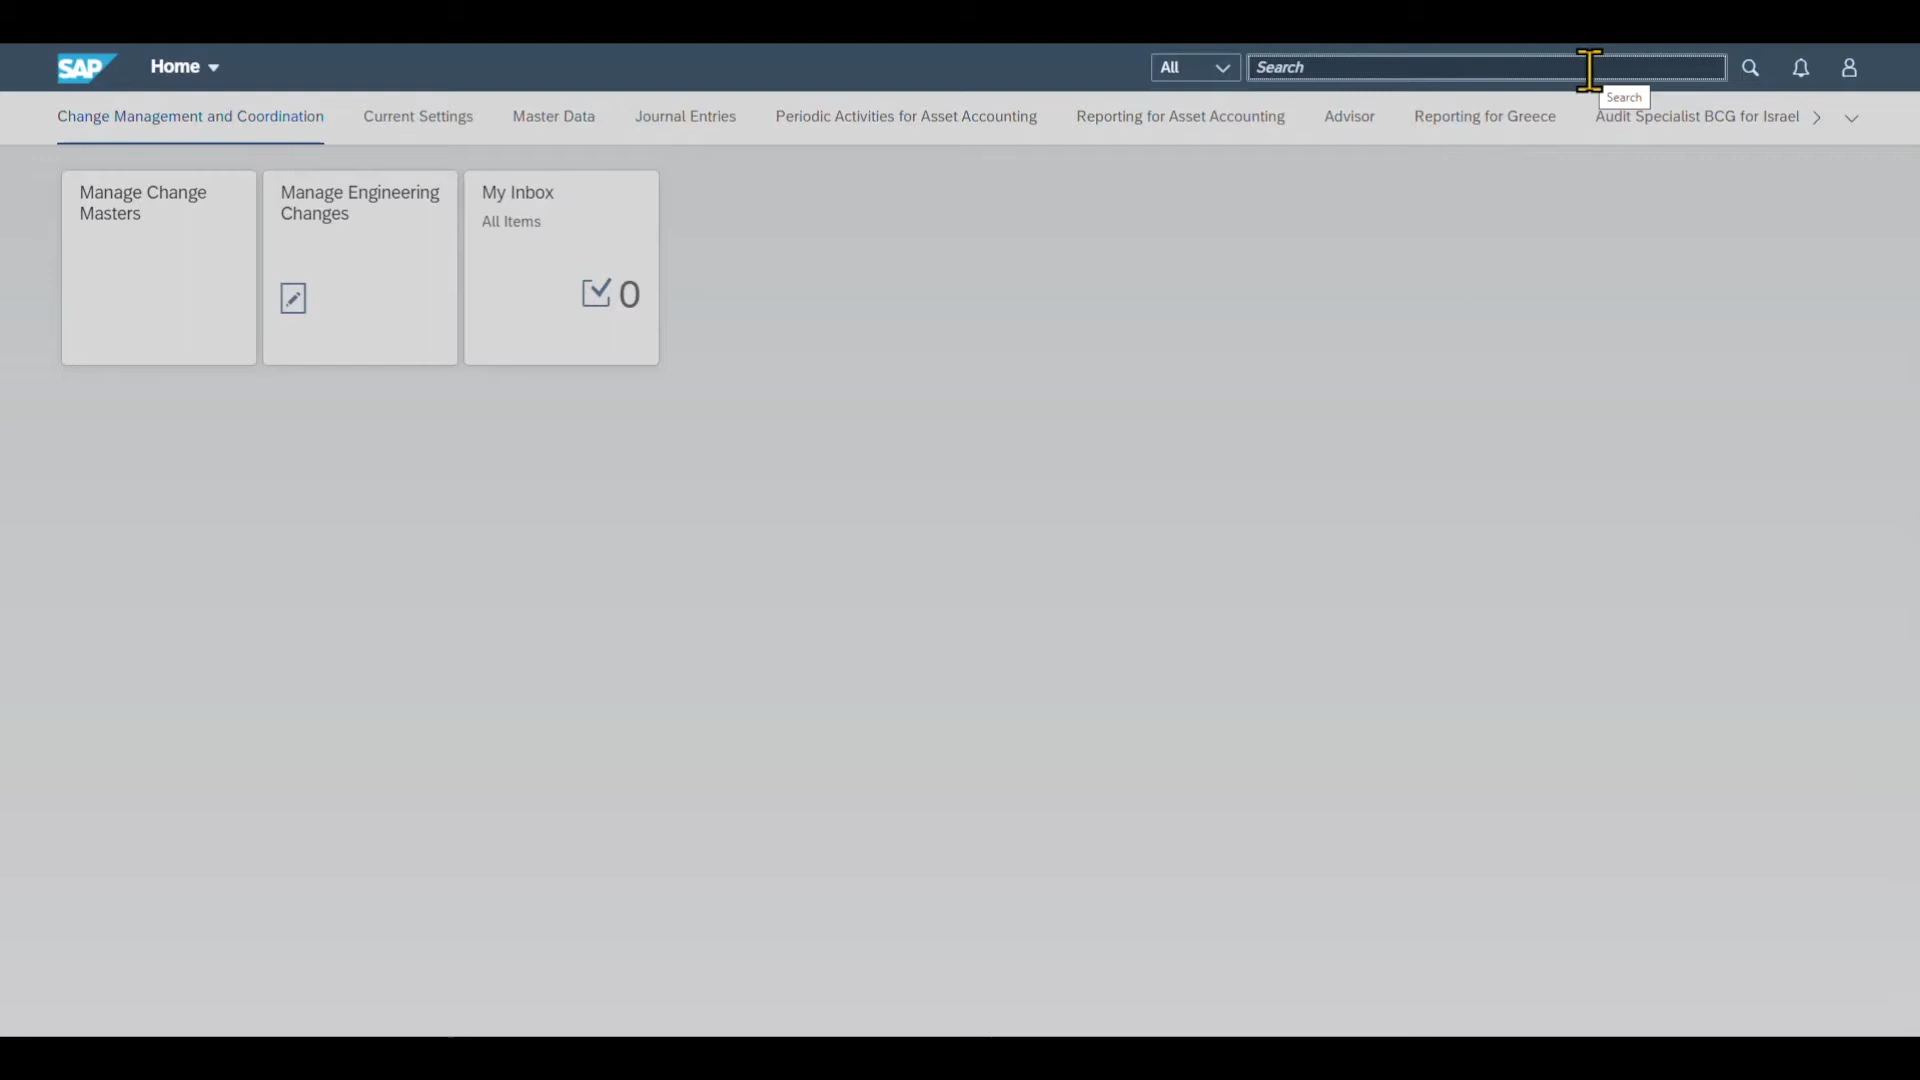 SAP Home All Search
Search
Change Management and Coordination Current Settings Master Data Journal Entries Periodic Activities for Asset Accounting Reporting for Asset Accounting Advisor Reporting for Greece Audit Specialist BCG for Israel
Manage Change
Masters
Manage Engineering
Changes
My Inbox
All Items
0